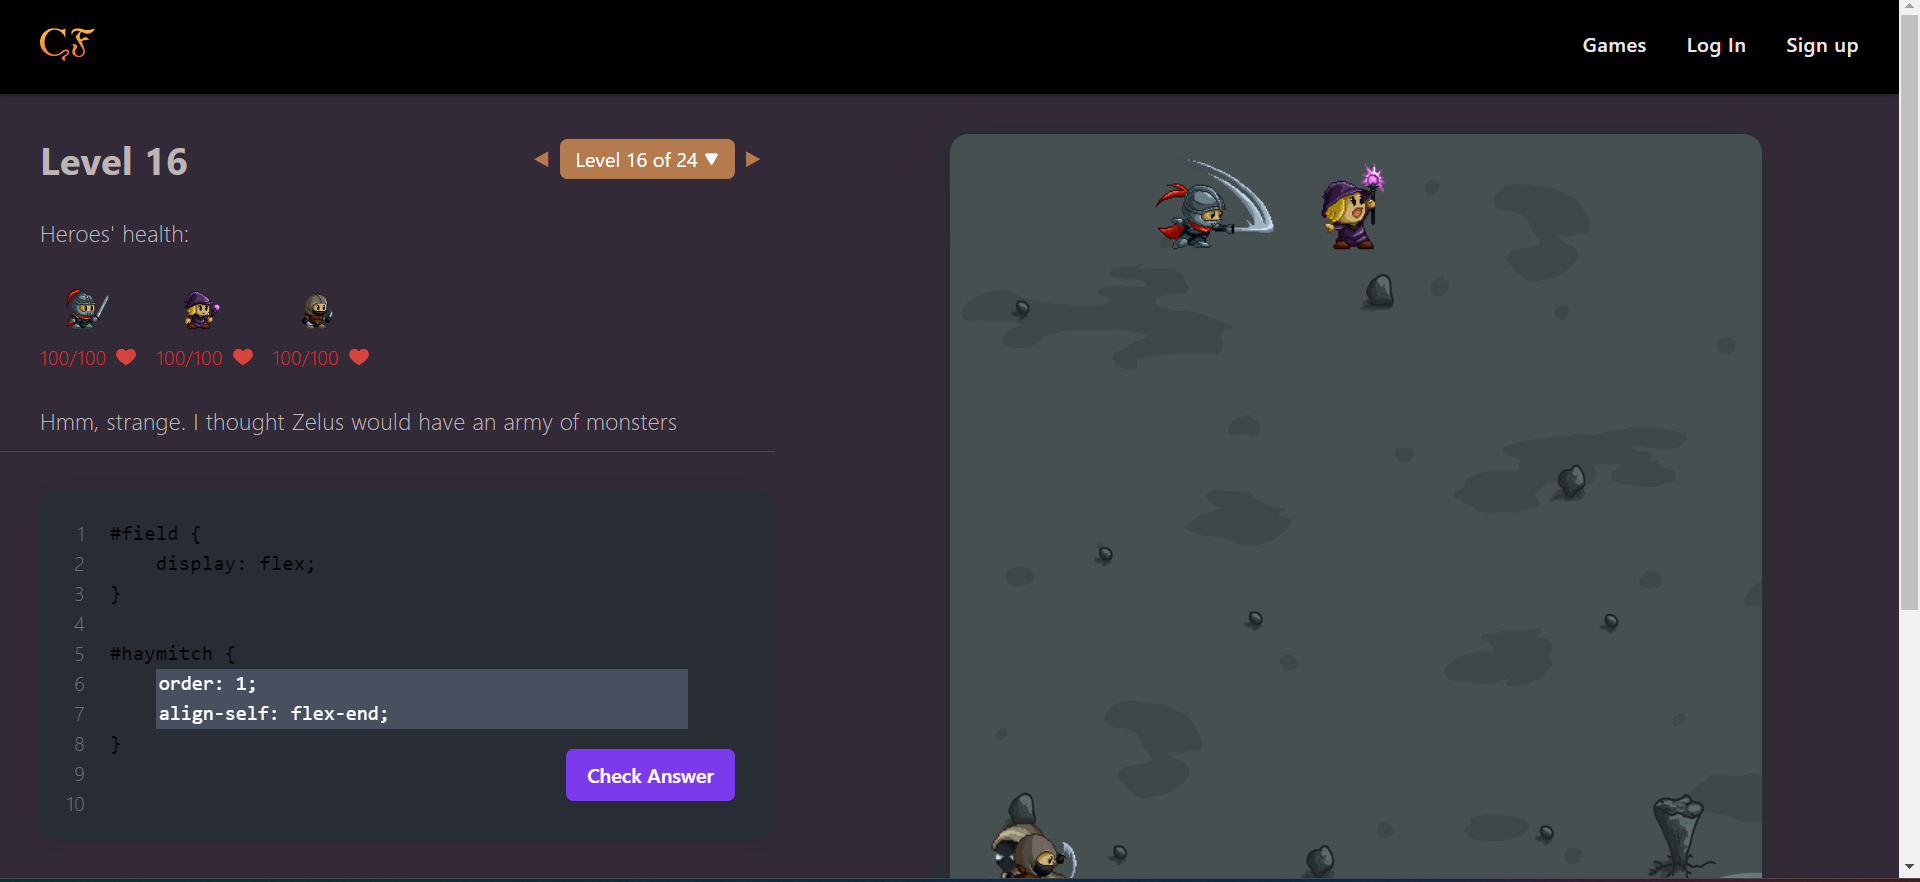 CF
Games
Log In
Sign up
Level 16
Level 16 of 24 ▼
Heroes' health:
100/100
100/100
100/100
Hmm, strange. I thought Zelus would have an army of monsters
1 #field {
2 display: flex;
3 }
4
5 #haymitch {
6 order: 1;
7 align-self: flex-end;
8 }
9
10
Check Answer